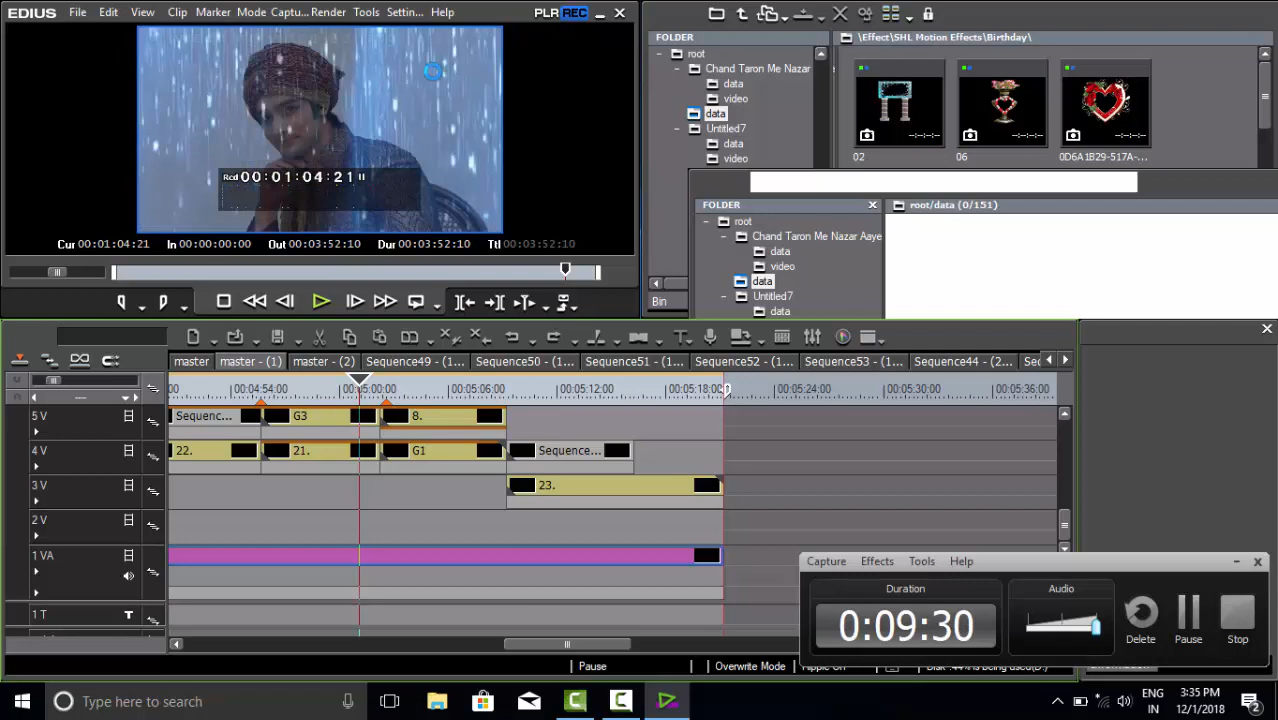 EDIUS File Edit View Clip Marker Mode Captu... Render Tools Settin... Help PLR REC
Rcd 00:01:04:21
Cur 00:01:04:21 In 00:00:00:00 Out 00:03:52:10 Dur 00:03:52:10 Ttl 00:03:52:10
FOLDER
root
Chand Taron Me Nazar
data
video
data
Untitled7
data
video
Bin
\Effect\SHL Motion Effects\Birthday\
02 06 0D6A1B29-517A-...
FOLDER
root
Chand Taron Me Nazar Aaye
data
video
data
Untitled7
data
root/data (0/151)
master master - (1) master - (2) Sequence49 - (1... Sequence50 - (1... Sequence51 - (1... Sequence52 - (1... Sequence53 - (1... Sequence44 - (2...
00:04:54:00 00:05:00:00 00:05:06:00 00:05:12:00 00:05:18:00 00:05:24:00 00:05:30:00 00:05:36:00
5 V Sequenc... G3 8.
4 V 22. 21. G1 Sequence...
3 V 23.
2 V
1 VA
1 T T
Pause Overwrite Mode
Capture Effects Tools Help
Duration Audio
0:09:30
Delete Pause Stop
Type here to search
ENG
IN
3:35 PM
12/1/2018
2